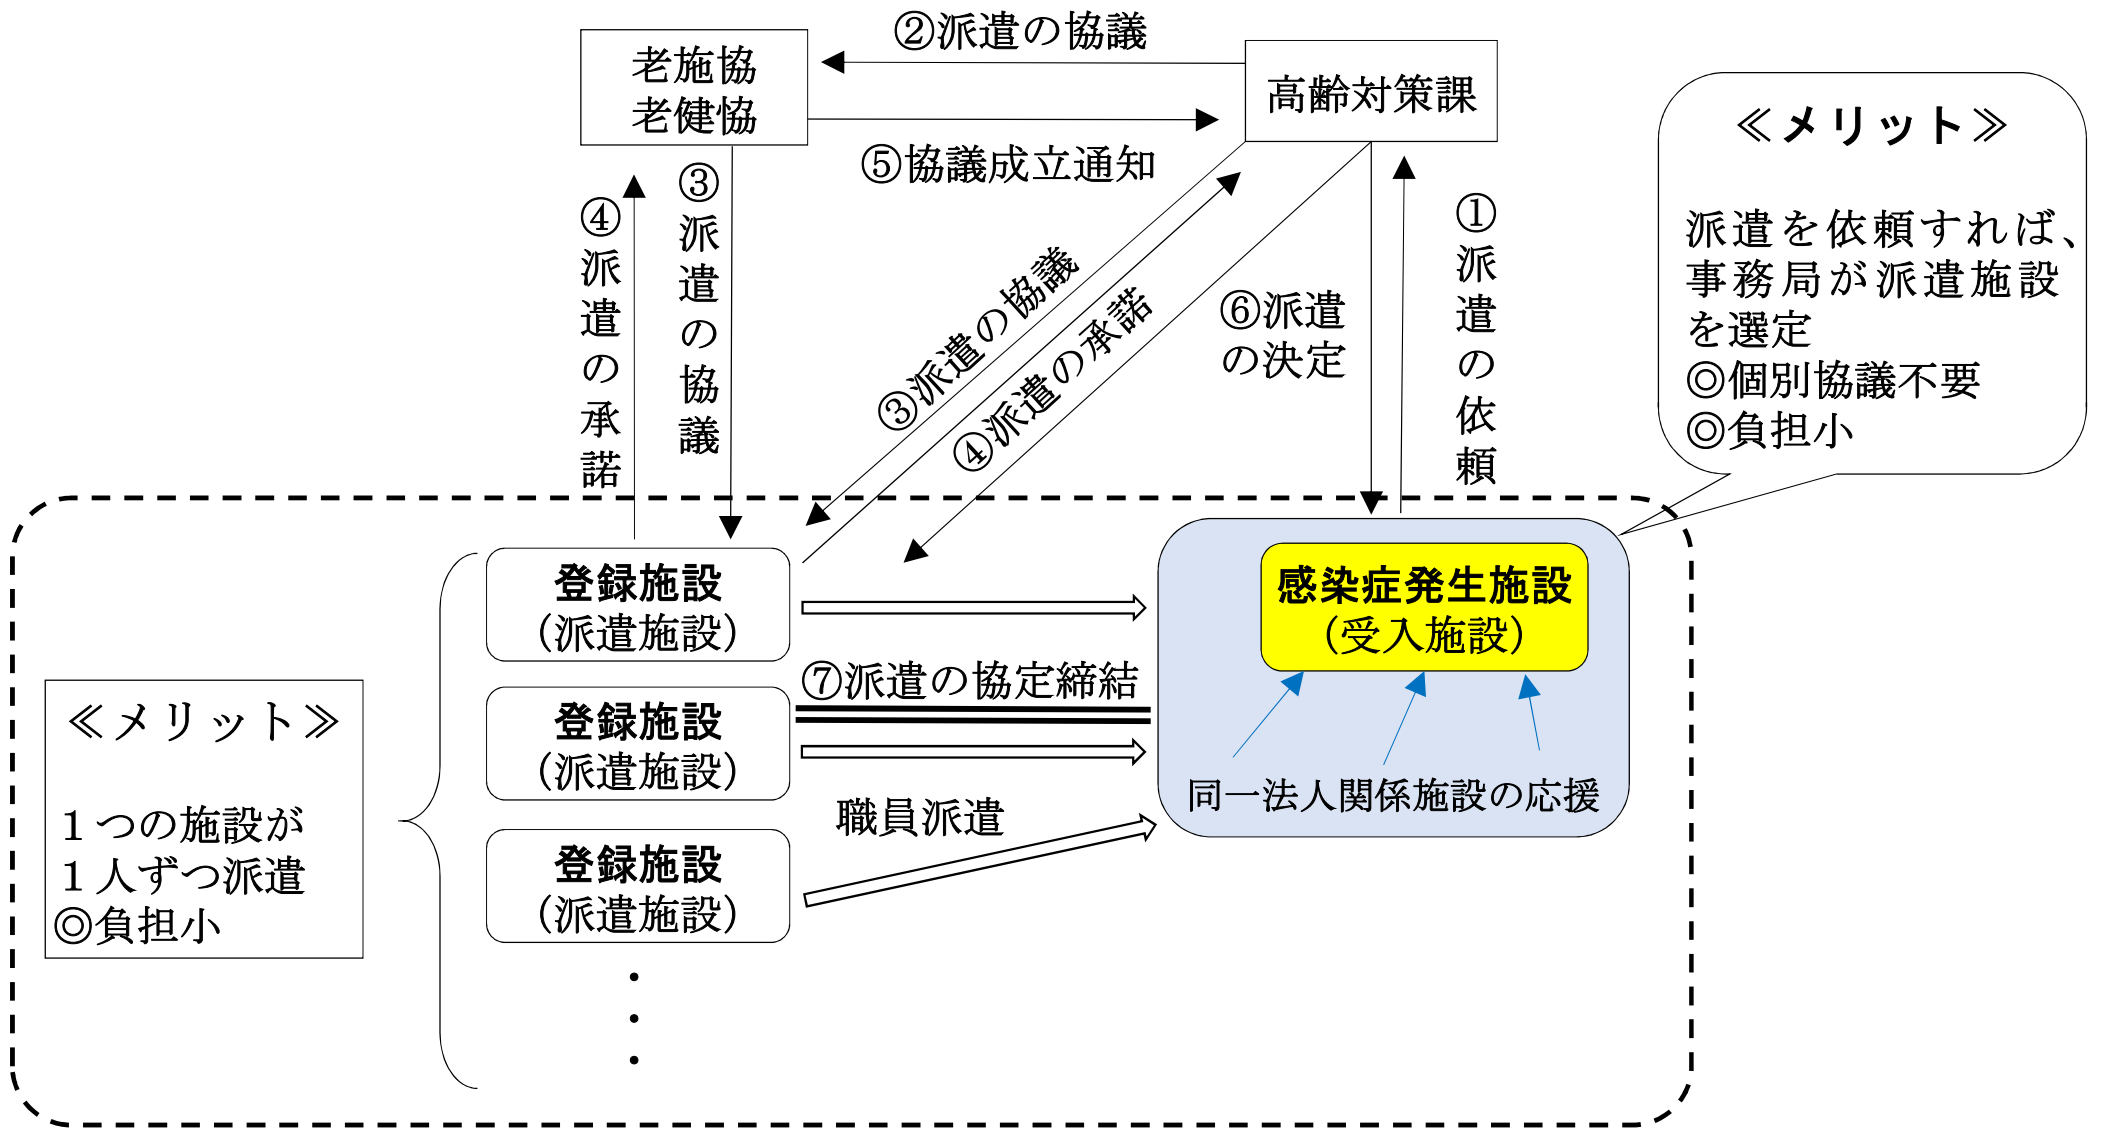 ②派遣の協議
老施協
老健協
高齢対策課
⑤協議成立通知
④派遣の承諾
③派遣の協議
③派遣の協議
④派遣の承諾
⑥派遣
の決定
①派遣の依頼
≪メリット≫
派遣を依頼すれば、
事務局が派遣施設
を選定
◎個別協議不要
◎負担小
登録施設
（派遣施設）
感染症発生施設
（受入施設）
⑦派遣の協定締結
登録施設
（派遣施設）
同一法人関係施設の応援
職員派遣
登録施設
（派遣施設）
・
・
・
≪メリット≫
１つの施設が
１人ずつ派遣
◎負担小